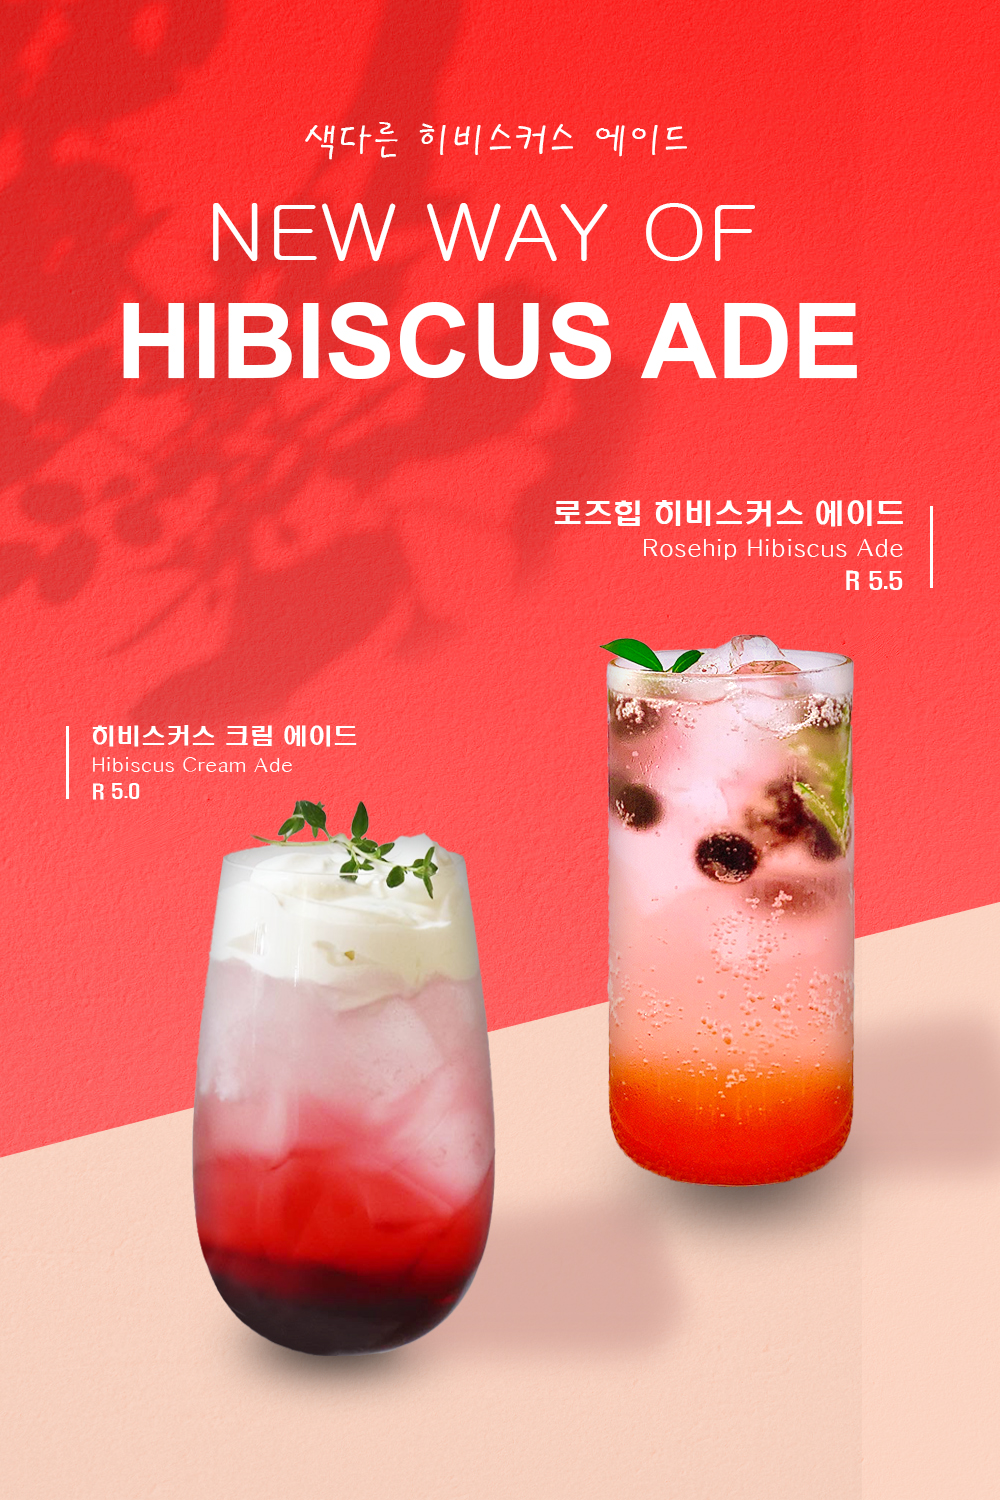 색다른 히비스커스 에이드
NEW WAY OF
HIBISCUS ADE
로즈힙 히비스커스 에이드
Rosehip Hibiscus Ade
R 5.5
히비스커스 크림 에이드
Hibiscus Cream Ade
R 5.0